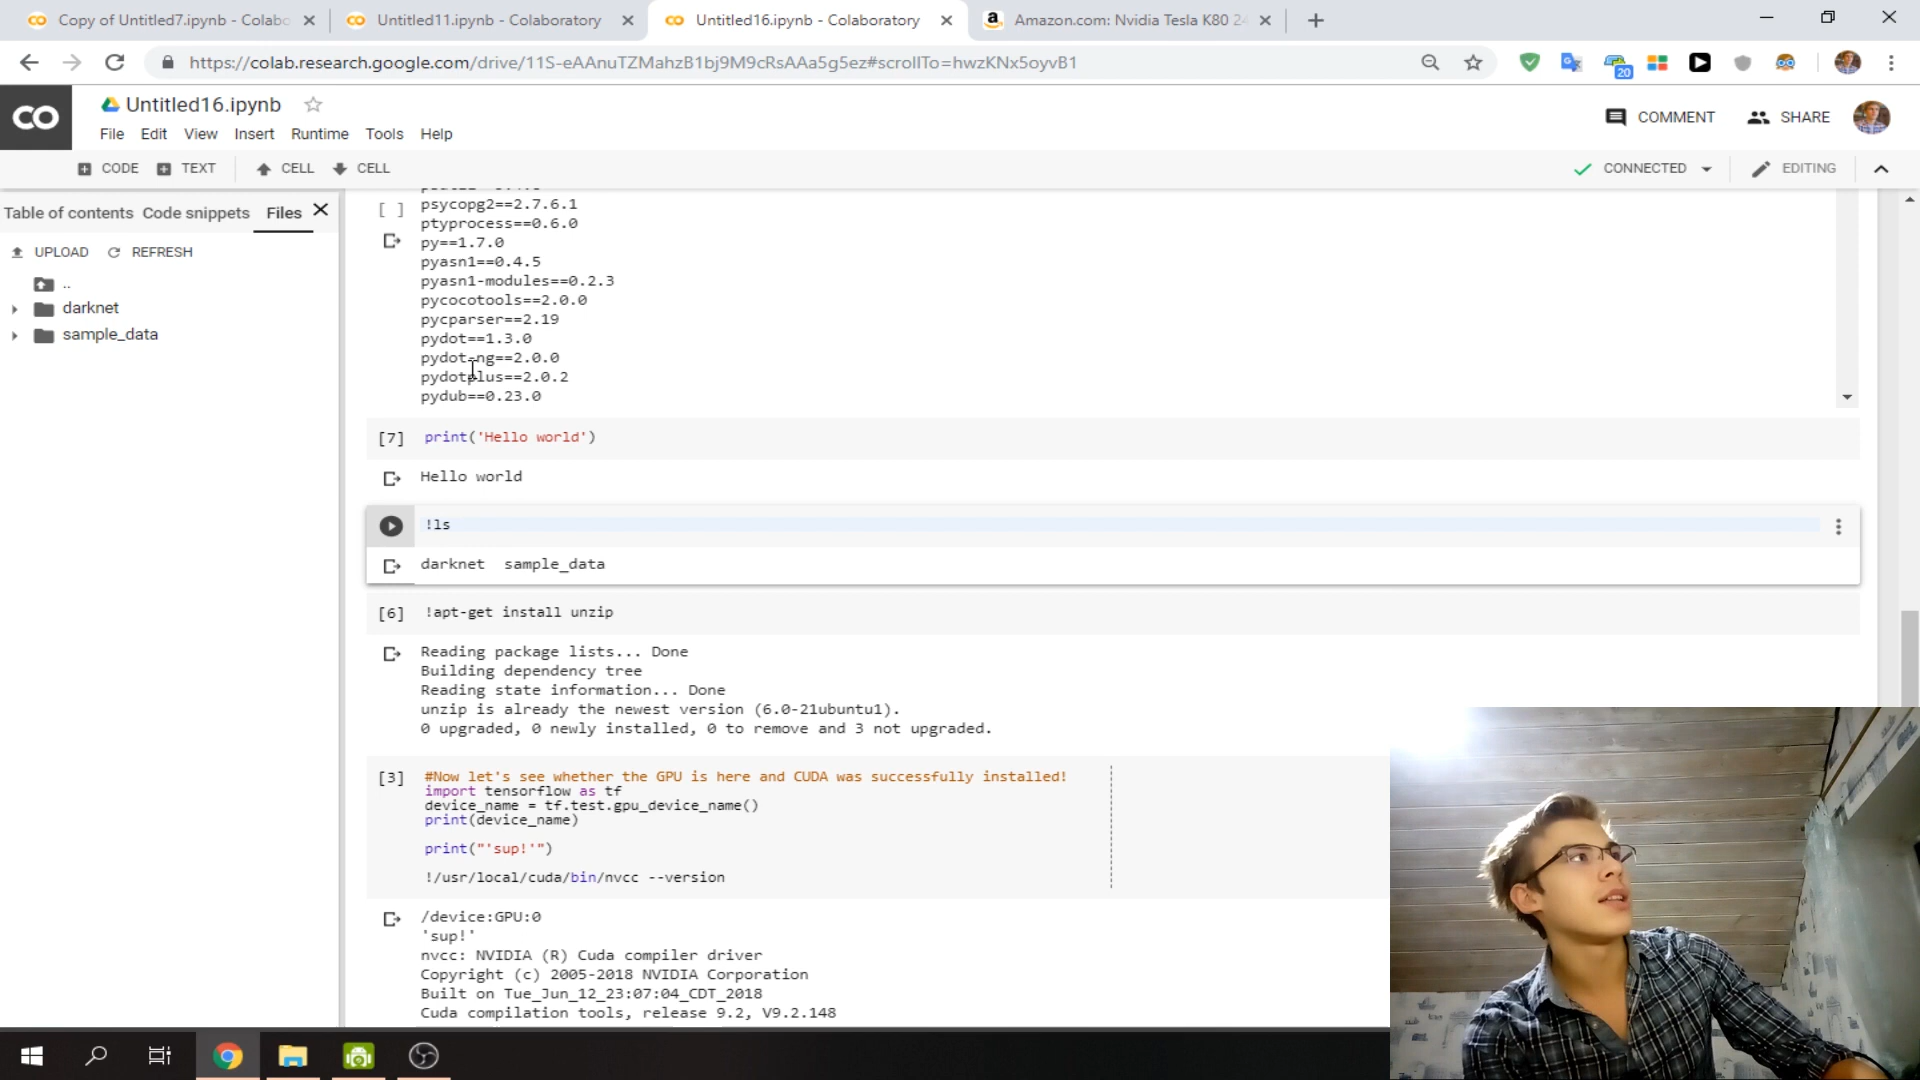 Copy of Untitled7.ipynb - Colabo
Untitled11.ipynb - Colaboratory
Untitled16.ipynb - Colaboratory
Amazon.com: Nvidia Tesla K80 24
https://colab.research.google.com/drive/11S-eAAnuTZMahzB1bj9M9cRsAAa5g5ez#scrollTo=hwzKNx5oyvB1
20
CO
Untitled16.ipynb
File Edit View Insert Runtime Tools Help
COMMENT
SHARE
CODE TEXT CELL CELL
CONNECTED
EDITING
Table of contents Code snippets Files
UPLOAD REFRESH
..
darknet
sample_data
[ ]
psycopg2==2.7.6.1
ptyprocess==0.6.0
py==1.7.0
pyasn1==0.4.5
pyasn1-modules==0.2.3
pycocotools==2.0.0
pycparser==2.19
pydot==1.3.0
pydot-ng==2.0.0
pydotplus==2.0.2
pydub==0.23.0
[7] print('Hello world')
Hello world
!ls
darknet sample_data
[6] !apt-get install unzip
Reading package lists... Done
Building dependency tree
Reading state information... Done
unzip is already the newest version (6.0-21ubuntu1).
0 upgraded, 0 newly installed, 0 to remove and 3 not upgraded.
[3] #Now let's see whether the GPU is here and CUDA was successfully installed!
import tensorflow as tf
device_name = tf.test.gpu_device_name()
print(device_name)
print("'sup!'")
!/usr/local/cuda/bin/nvcc --version
/device:GPU:0
'sup!'
nvcc: NVIDIA (R) Cuda compiler driver
Copyright (c) 2005-2018 NVIDIA Corporation
Built on Tue_Jun_12_23:07:04_CDT_2018
Cuda compilation tools, release 9.2, V9.2.148